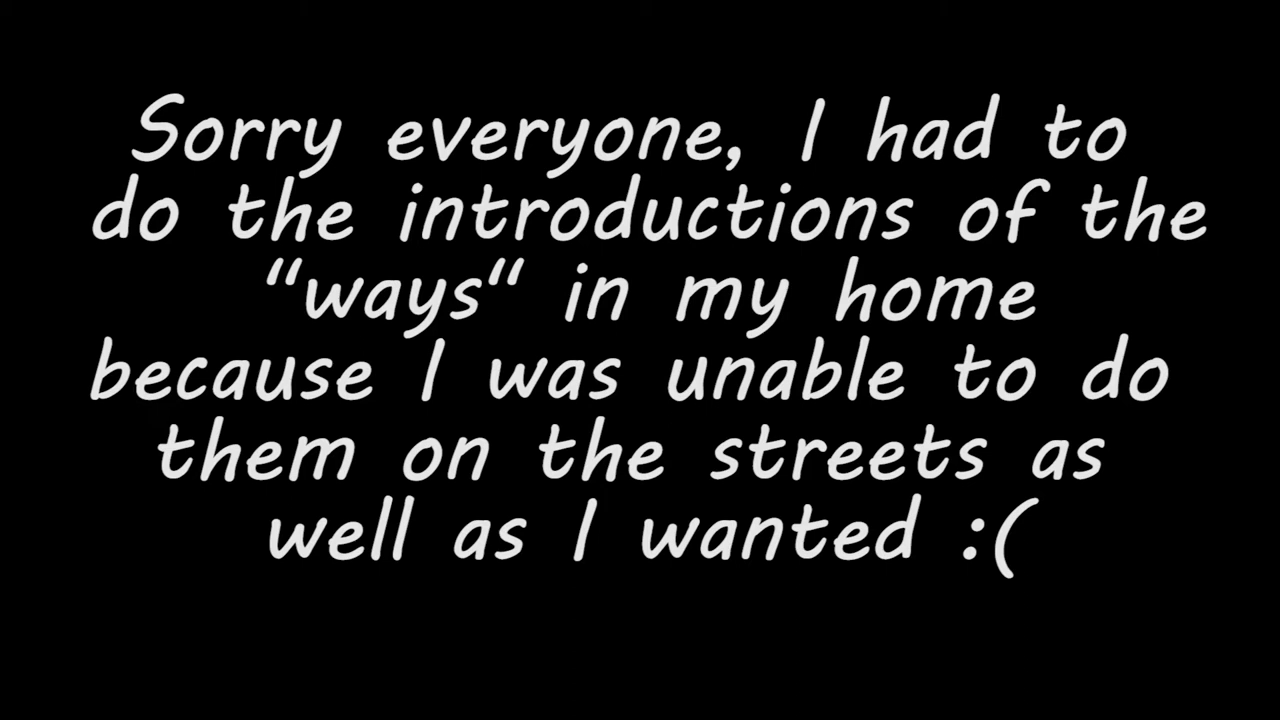 Sorry everyone, I had to
do the introductions of the
“ways“ in my home
because I was unable to do
them on the streets as
well as I wanted :(